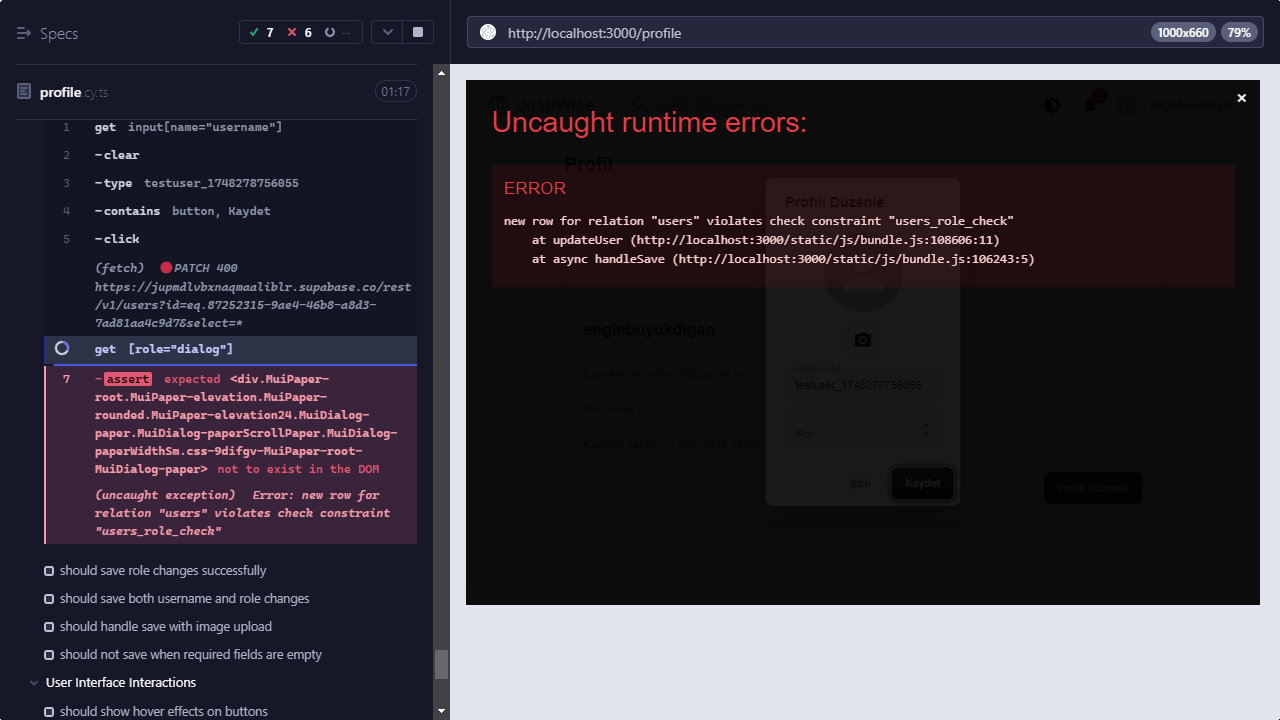 Specs
7
6
--
http://localhost:3000/profile
1000x660
79%
profile.cy.ts
01:17
1 get input[name="username"]
2 -clear
3 -type testuser_1748278756055
4 -contains button, Kaydet
5 -click
(fetch) PATCH 400
https://jupmdlvbxnaqmaaliblr.supabase.co/rest
/v1/users?id=eq.87252315-9ae4-46b8-a8d3-
7ad81aa4c9d7&select=*
get [role="dialog"]
7 -assert expected <div.MuiPaper-
root.MuiPaper-elevation.MuiPaper-
rounded.MuiPaper-elevation24.MuiDialog-
paper.MuiDialog-paperScrollPaper.MuiDialog-
paperWidthSm.css-9difgv-MuiPaper-root-
MuiDialog-paper> not to exist in the DOM
(uncaught exception) Error: new row for
relation "users" violates check constraint
"users_role_check"
should save role changes successfully
should save both username and role changes
should handle save with image upload
should not save when required fields are empty
User Interface Interactions
should show hover effects on buttons
JustiWise
enginbuyukdigan
×
Uncaught runtime errors:
Profil
ERROR
Profili Düzenle
new row for relation "users" violates check constraint "users_role_check"
at updateUser (http://localhost:3000/static/js/bundle.js:108606:11)
at async handleSave (http://localhost:3000/static/js/bundle.js:106243:5)
enginbuyukdigan
E-posta:
testuser_1748278756055
Rol
İptal
Kaydet
Profili Düzenle